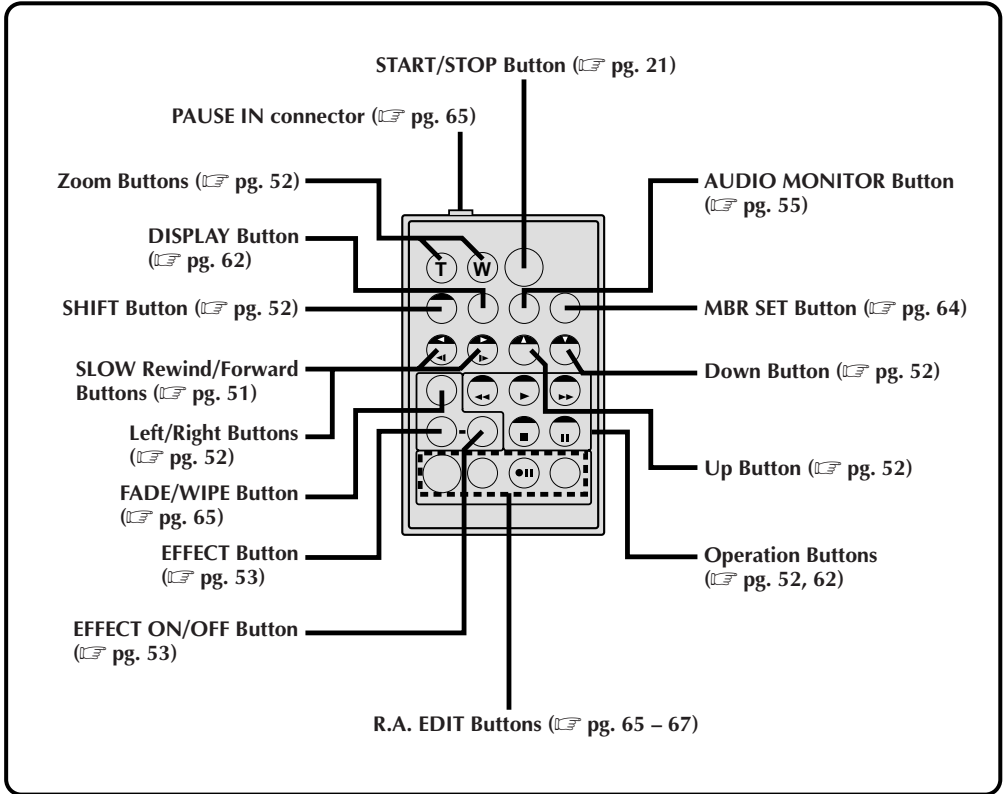 START/STOP Button (☞ pg. 21)
PAUSE IN connector (☞ pg. 65)
Zoom Buttons (☞ pg. 52)
AUDIO MONITOR Button
(☞ pg. 55)
DISPLAY Button
(☞ pg. 62)
T
W
SHIFT Button (☞ pg. 52)
MBR SET Button (☞ pg. 64)
SLOW Rewind/Forward
Buttons (☞ pg. 51)
Down Button (☞ pg. 52)
Left/Right Buttons
(☞ pg. 52)
Up Button (☞ pg. 52)
FADE/WIPE Button
(☞ pg. 65)
EFFECT Button
(☞ pg. 53)
Operation Buttons
(☞ pg. 52, 62)
EFFECT ON/OFF Button
(☞ pg. 53)
R.A. EDIT Buttons (☞ pg. 65 – 67)